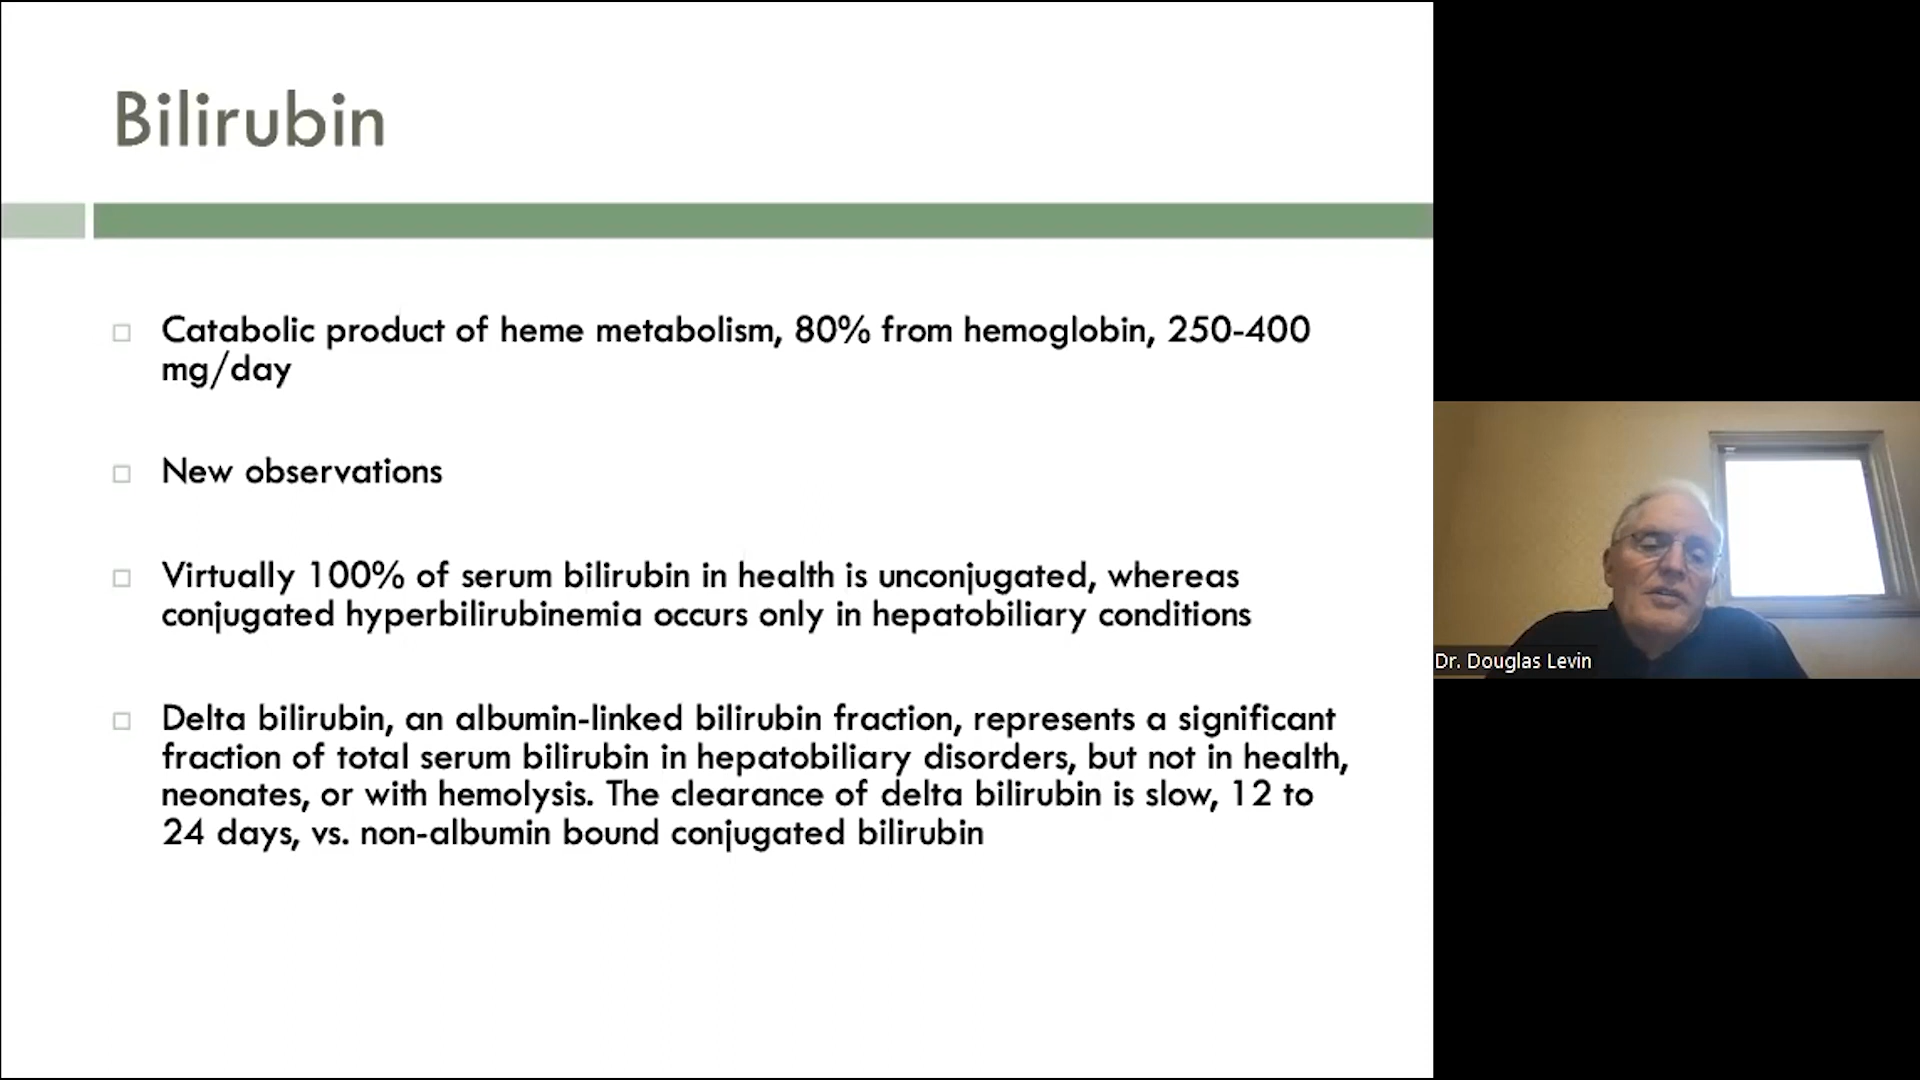 Bilirubin
Catabolic product of heme metabolism, 80% from hemoglobin, 250-400
mg/day
New observations
Virtually 100% of serum bilirubin in health is unconjugated, whereas
conjugated hyperbilirubinemia occurs only in hepatobiliary conditions
Delta bilirubin, an albumin-linked bilirubin fraction, represents a significant
fraction of total serum bilirubin in hepatobiliary disorders, but not in health,
neonates, or with hemolysis. The clearance of delta bilirubin is slow, 12 to
24 days, vs. non-albumin bound conjugated bilirubin
Dr. Douglas Levin